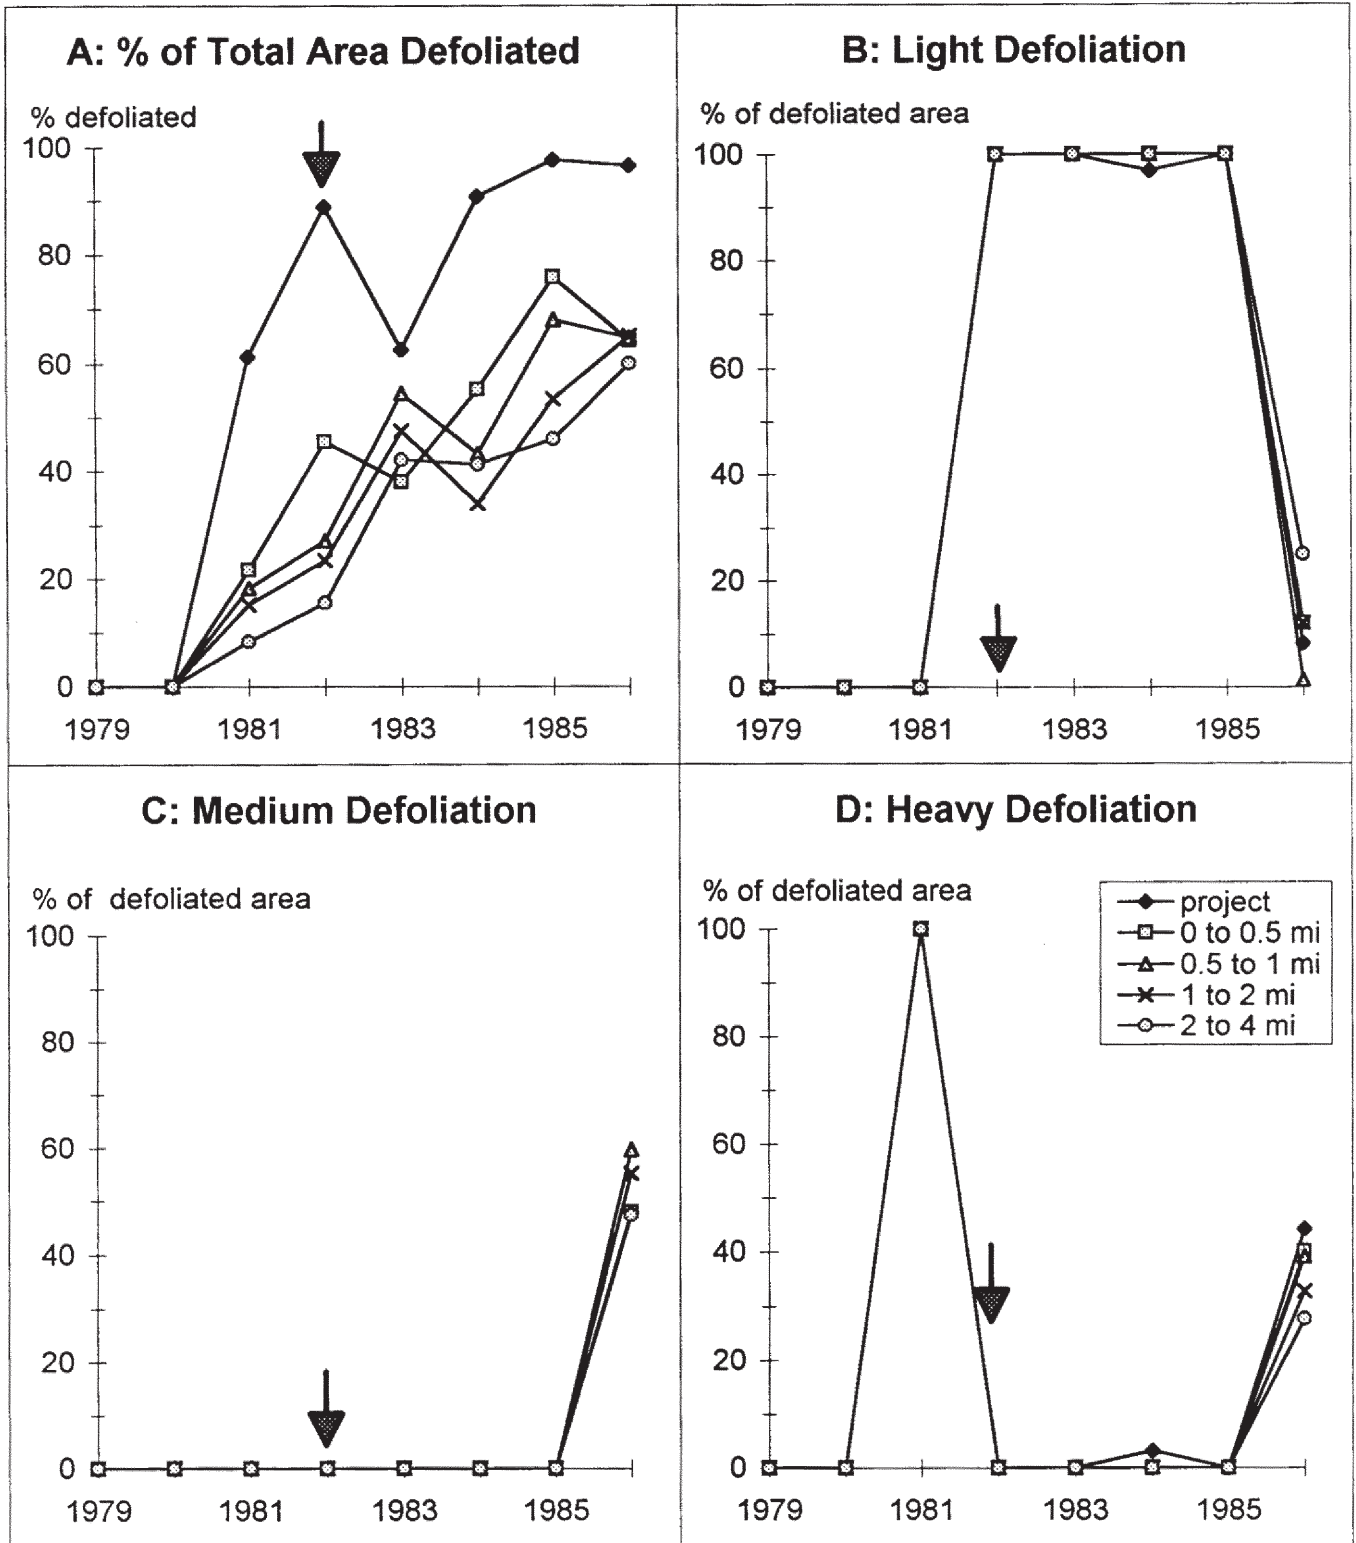 A: % of Total Area Defoliated
% defoliated
100
80
60
40
20
0
1979 1981 1983 1985
B: Light Defoliation
% of defoliated area
100
80
60
40
20
0
1979 1981 1983 1985
C: Medium Defoliation
% of defoliated area
100
80
60
40
20
0
1979 1981 1983 1985
D: Heavy Defoliation
% of defoliated area
100
80
60
40
20
0
1979 1981 1983 1985
project
0 to 0.5 mi
0.5 to 1 mi
1 to 2 mi
2 to 4 mi